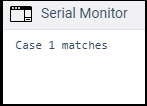 Serial Monitor
Case 1 matches